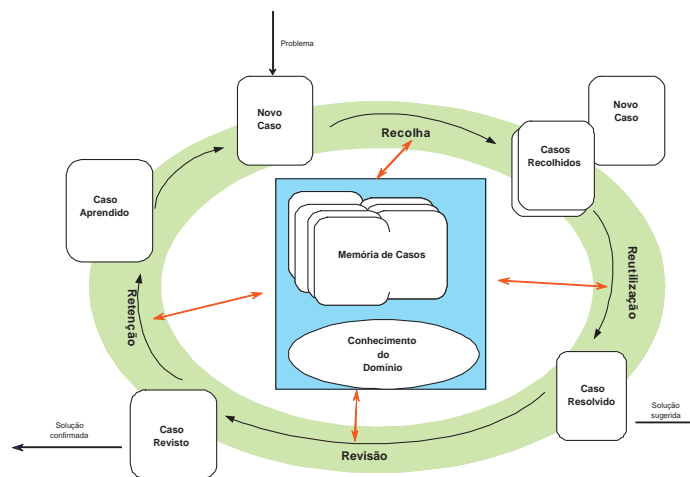 Problema
Novo
Caso
Recolha
Novo
Caso
Casos
Recolhidos
Caso
Aprendido
Memória de Casos
Reutilização
Retenção
Conhecimento
do
Domínio
Caso
Resolvido
Solução
sugerida
Solução
confirmada
Caso
Revisto
Revisão